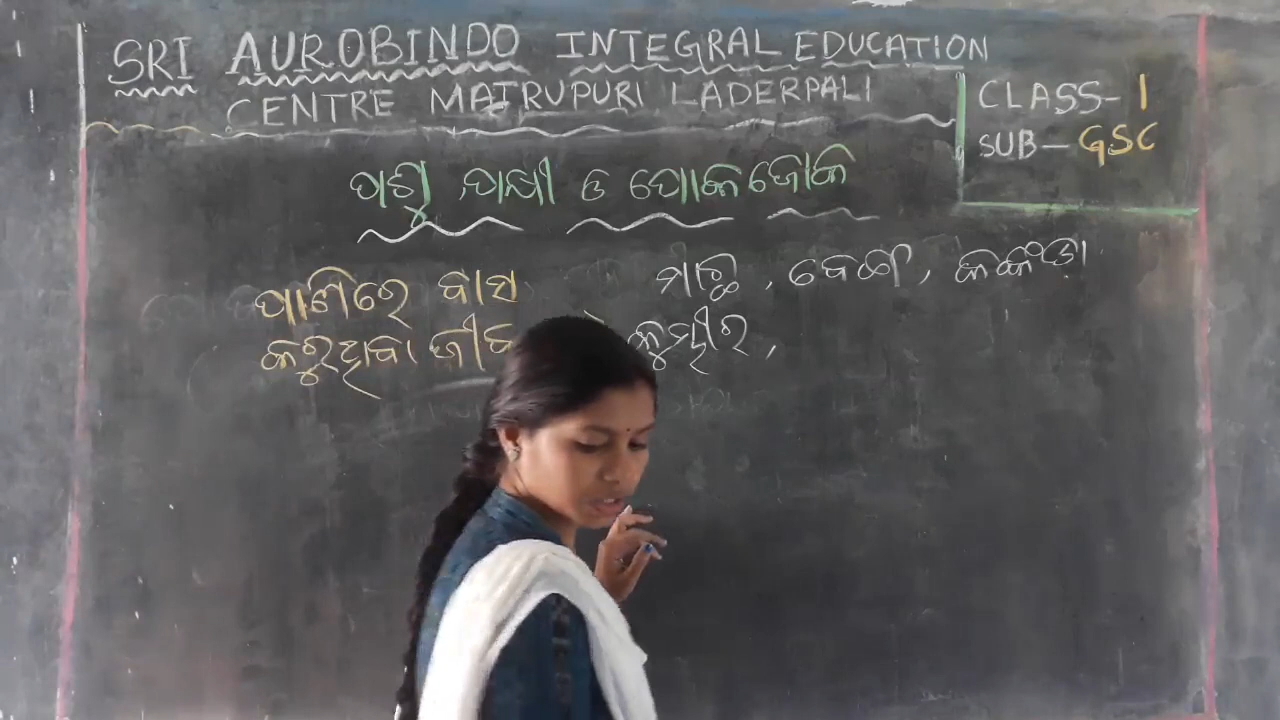 SRI AUROBINDO INTEGRAL EDUCATION
CENTRE MATRUPURI LADERPALI
CLASS- 1
SUB- GSC
ପଶୁ, ପକ୍ଷୀ ଓ ପୋକଜୋକ
ପାଣିରେ ବାସ
କରୁଥିବା ଜୀବ
ମାଛ, ବେଙ୍ଗ, କଙ୍କଡ଼ା
କୁମ୍ଭୀର,